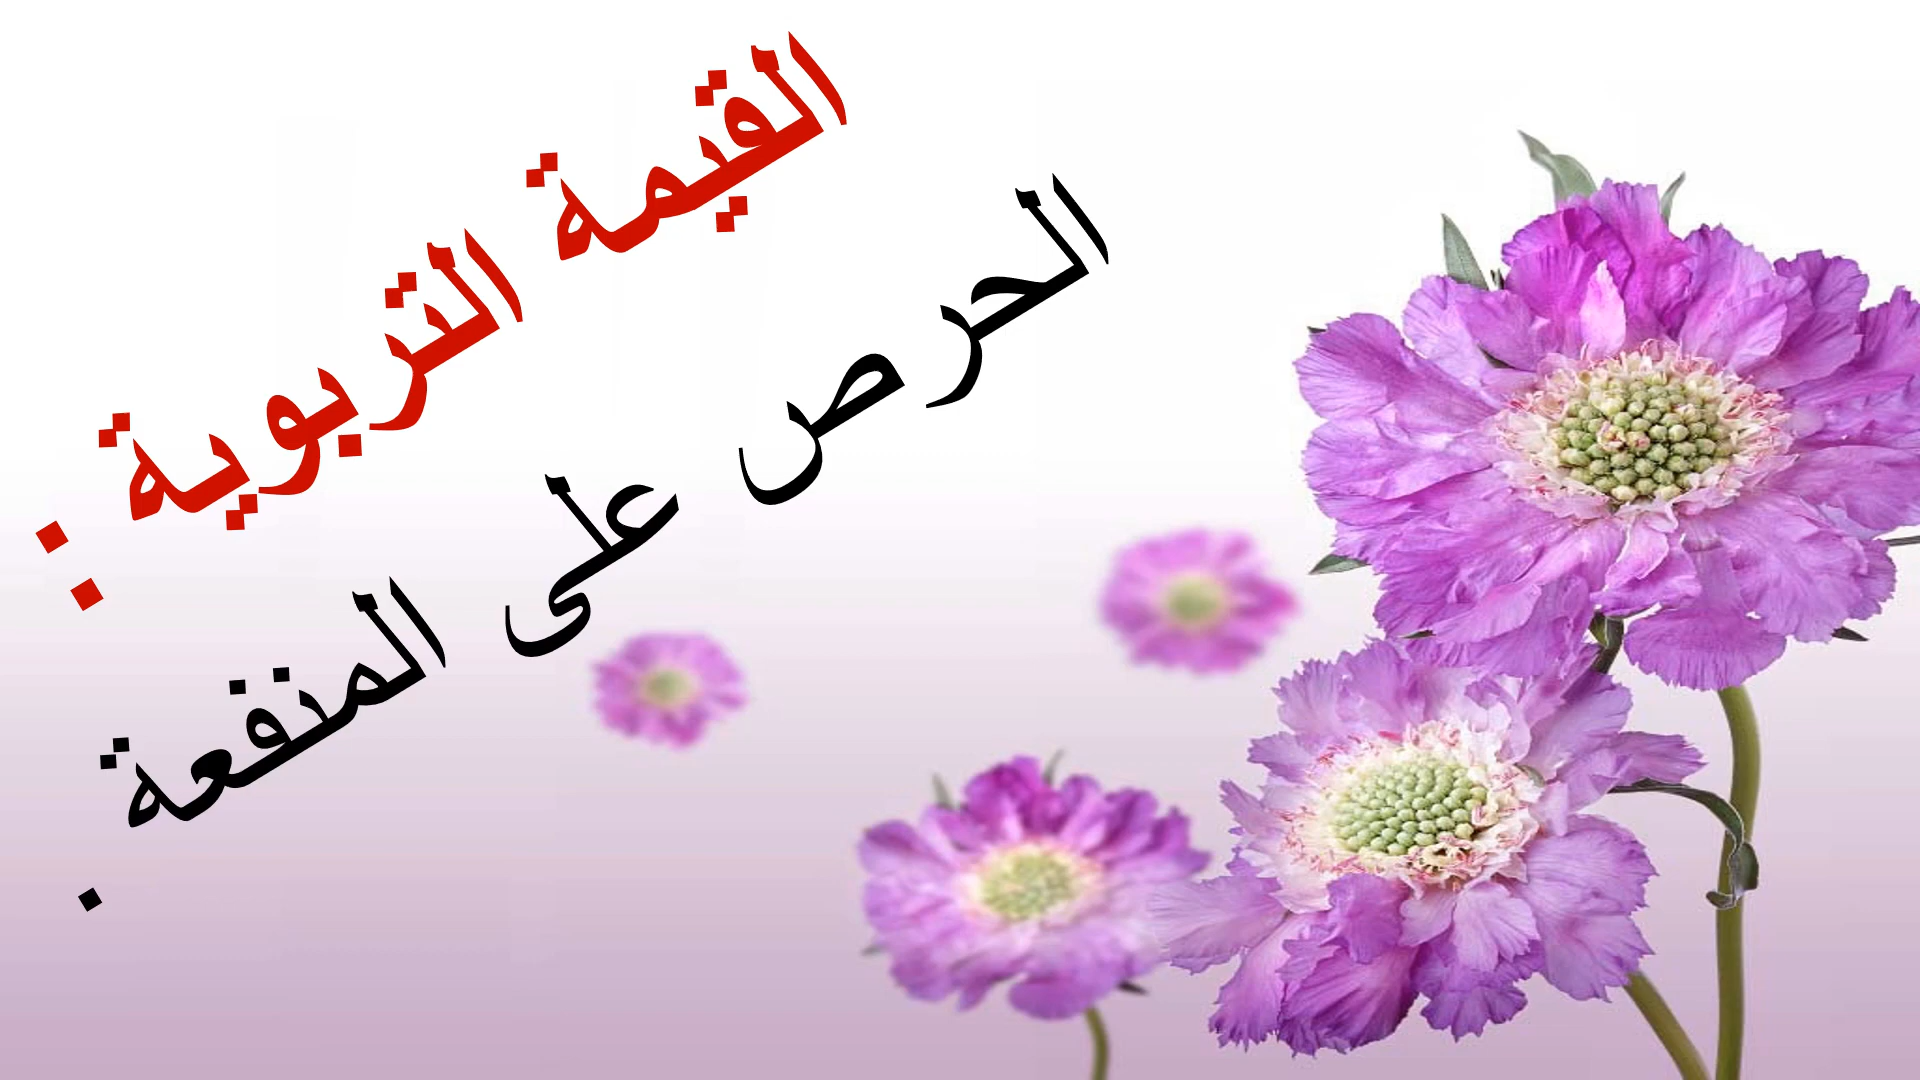 القيمة التربوية :
الحرص على المنفعة .